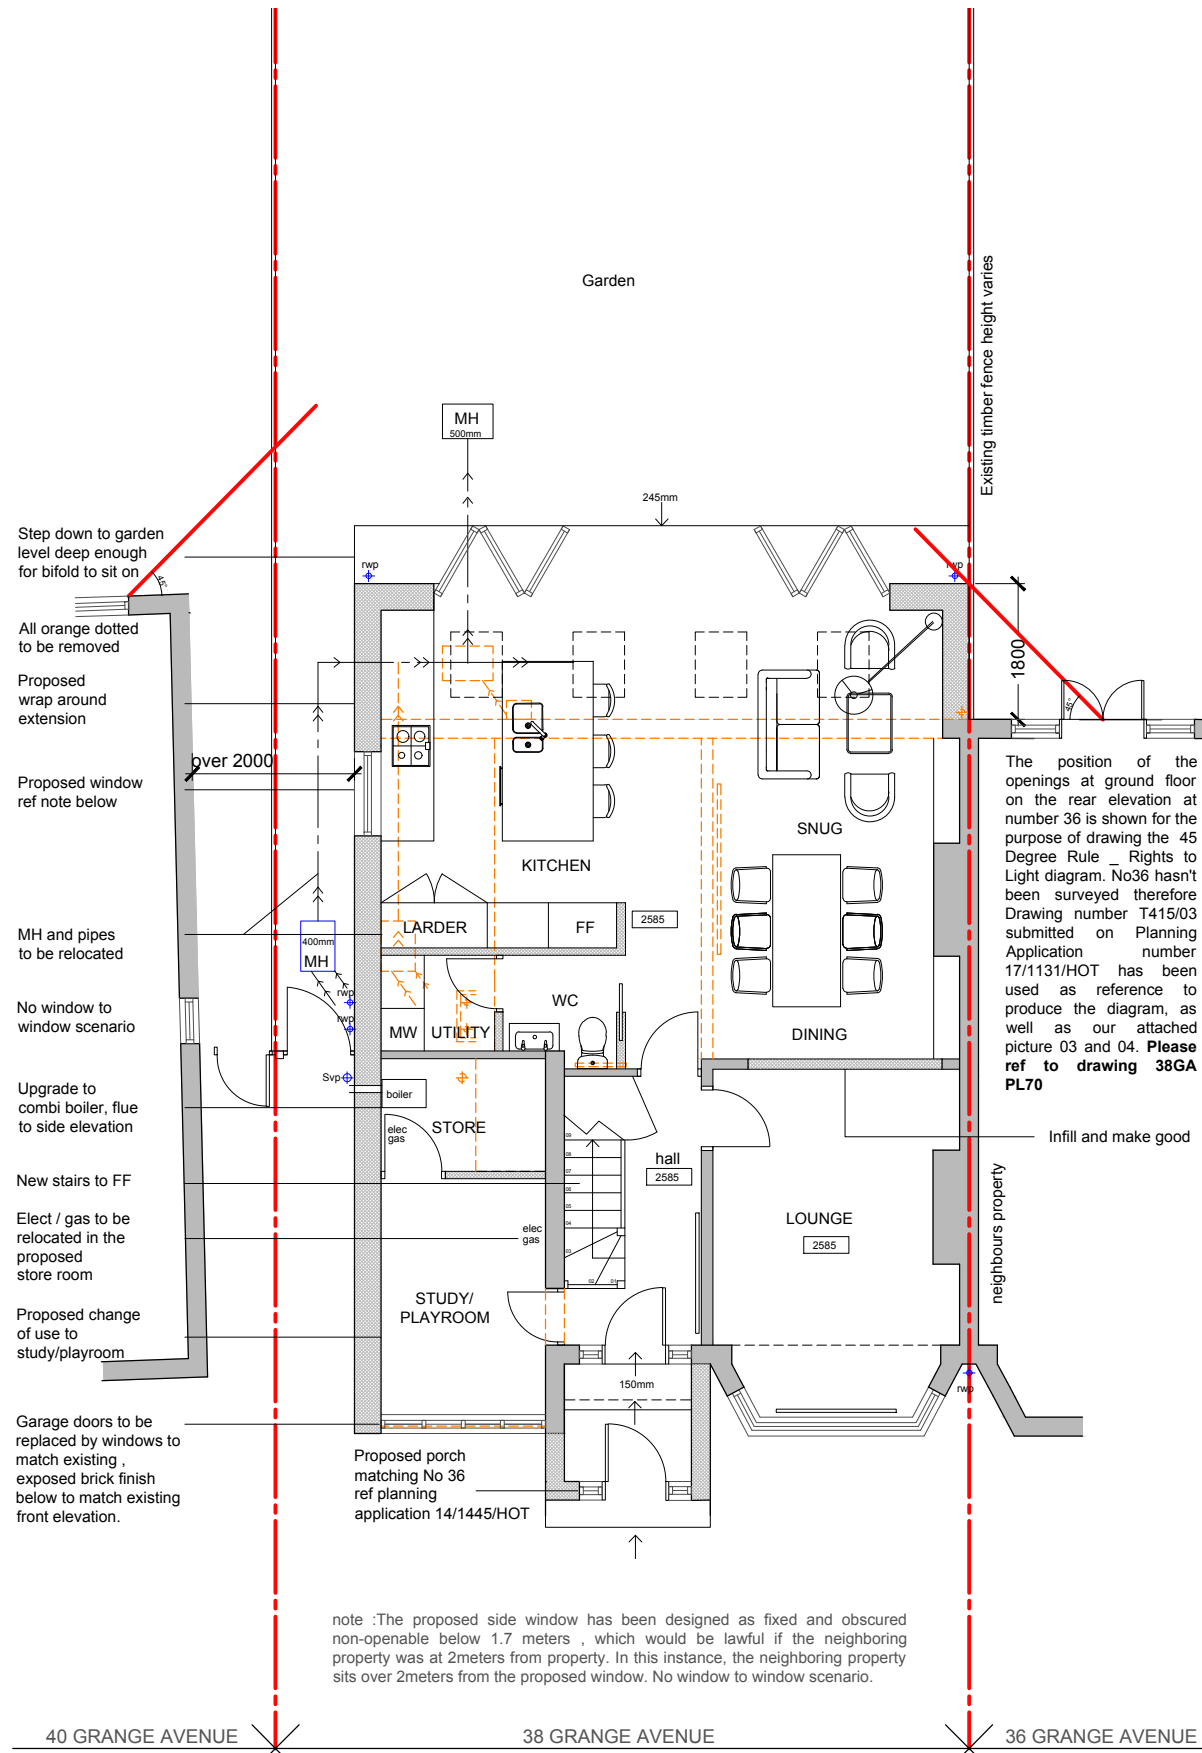 Garden
Existing timber fence height varies
MH
500mm
245mm
Step down to garden
level deep enough
for bifold to sit on
45°
rwp
rwp
All orange dotted
to be removed
Proposed
wrap around
extension
1800
45°
over 2000
Proposed window
ref note below
The position of the
openings at ground floor
on the rear elevation at
number 36 is shown for the
purpose of drawing the 45
Degree Rule _ Rights to
Light diagram. No36 hasn't
been surveyed therefore
Drawing number T415/03
submitted on Planning
Application number
17/1131/HOT has been
used as reference to
produce the diagram, as
well as our attached
picture 03 and 04. Please
ref to drawing 38GA
PL70
SNUG
KITCHEN
LARDER
FF
2585
MH and pipes
to be relocated
400mm
MH
rwp
rwp
No window to
window scenario
WC
MW
UTILITY
DINING
Svp
Upgrade to
combi boiler, flue
to side elevation
boiler
elec
gas
STORE
Infill and make good
hall
2585
New stairs to FF
09
08
07
06
05
04
03
02
01
Elect / gas to be
relocated in the
proposed
store room
elec
gas
LOUNGE
2585
neighbours property
STUDY/
PLAYROOM
Proposed change
of use to
study/playroom
150mm
rwp
Garage doors to be
replaced by windows to
match existing ,
exposed brick finish
below to match existing
front elevation.
Proposed porch
matching No 36
ref planning
application 14/1445/HOT
note :The proposed side window has been designed as fixed and obscured
non-openable below 1.7 meters , which would be lawful if the neighboring
property was at 2meters from property. In this instance, the neighboring property
sits over 2meters from the proposed window. No window to window scenario.
40 GRANGE AVENUE
38 GRANGE AVENUE
36 GRANGE AVENUE